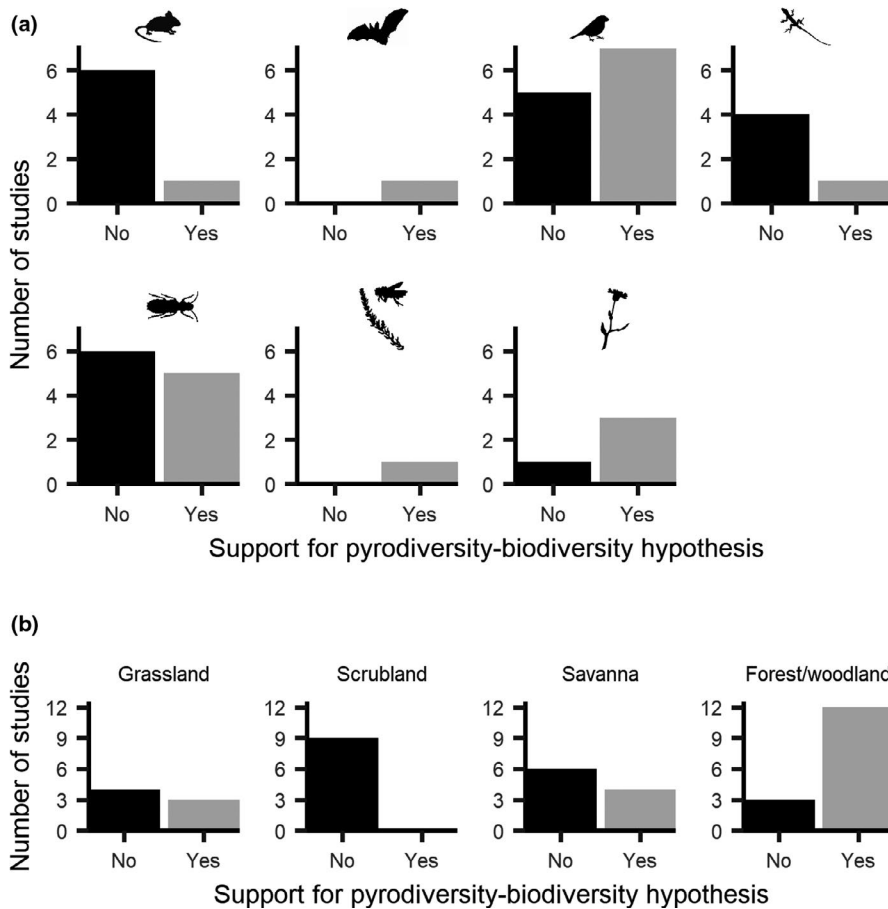 (a)
Number of studies
6
4
2
0
No Yes
6
4
2
0
No Yes
6
4
2
0
No Yes
6
4
2
0
No Yes
6
4
2
0
No Yes
6
4
2
0
No Yes
6
4
2
0
No Yes
Support for pyrodiversity-biodiversity hypothesis
(b)
Number of studies
Grassland
12
9
6
3
0
No Yes
Scrubland
12
9
6
3
0
No Yes
Savanna
12
9
6
3
0
No Yes
Forest/woodland
12
9
6
3
0
No Yes
Support for pyrodiversity-biodiversity hypothesis